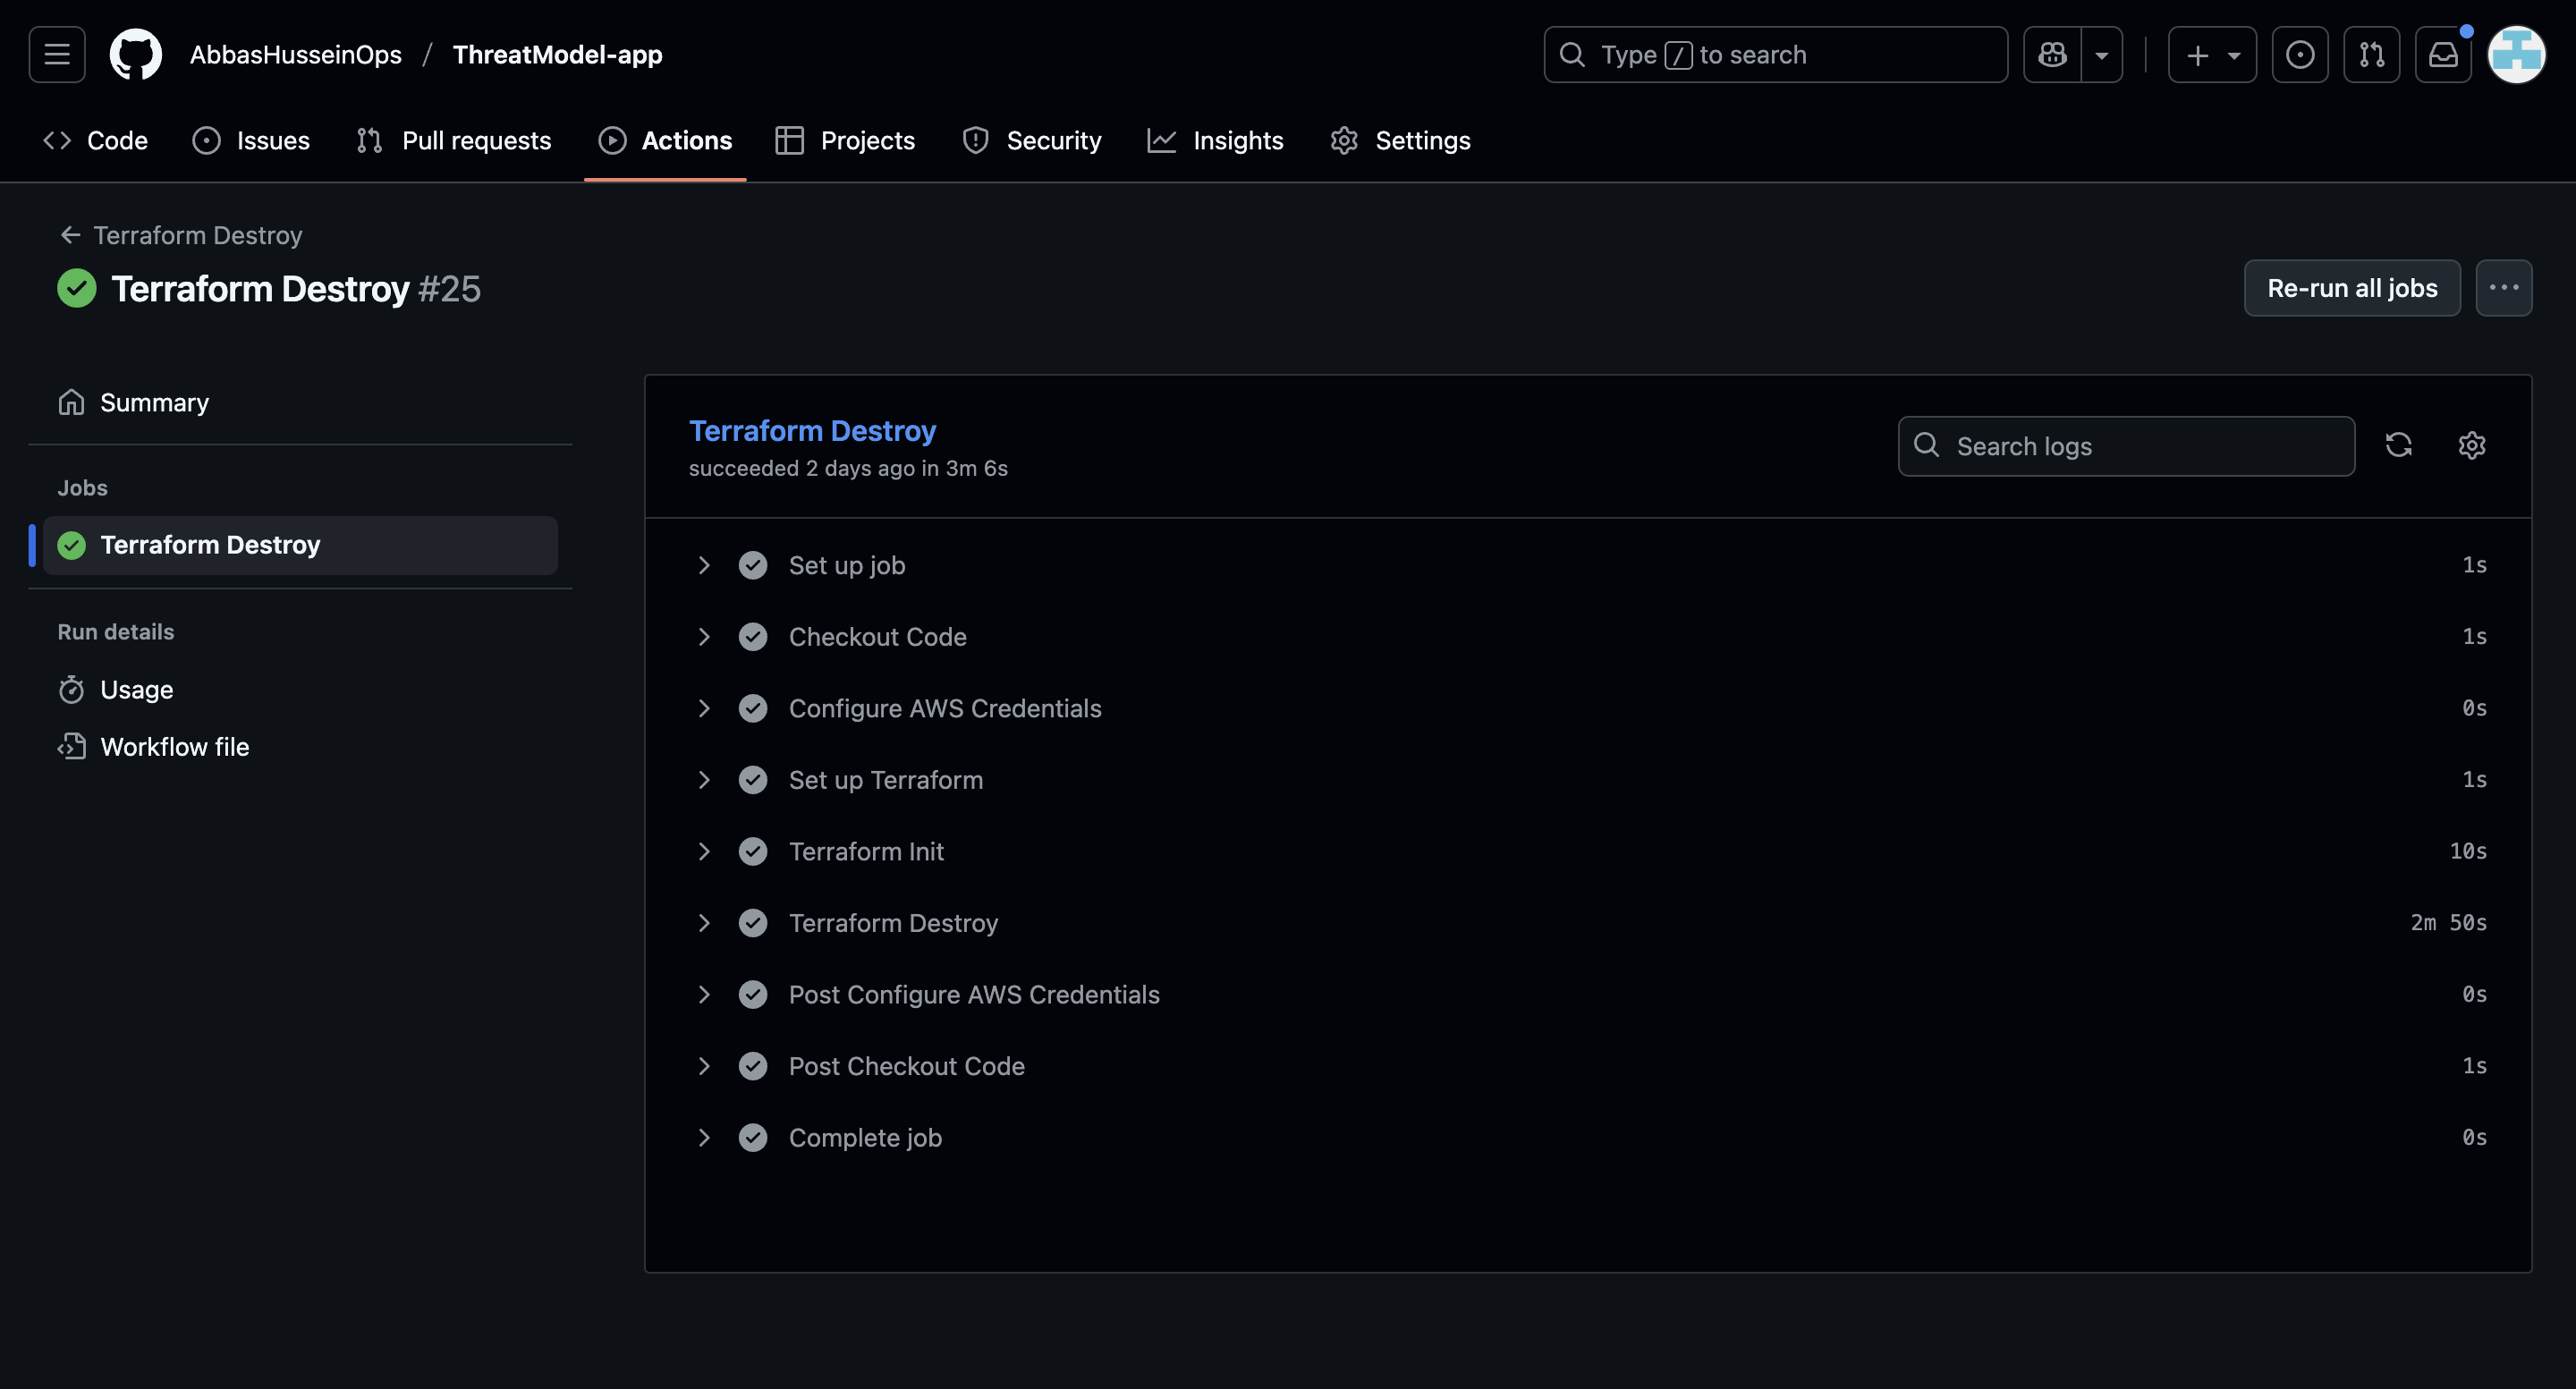 AbbasHusseinOps / ThreatModel-app
Type / to search
Code Issues Pull requests Actions Projects Security Insights Settings
Terraform Destroy
Terraform Destroy #25
Re-run all jobs
Summary
Jobs
Terraform Destroy
Run details
Usage
Workflow file
Terraform Destroy
succeeded 2 days ago in 3m 6s
Search logs
Set up job 1s
Checkout Code 1s
Configure AWS Credentials 0s
Set up Terraform 1s
Terraform Init 10s
Terraform Destroy 2m 50s
Post Configure AWS Credentials 0s
Post Checkout Code 1s
Complete job 0s